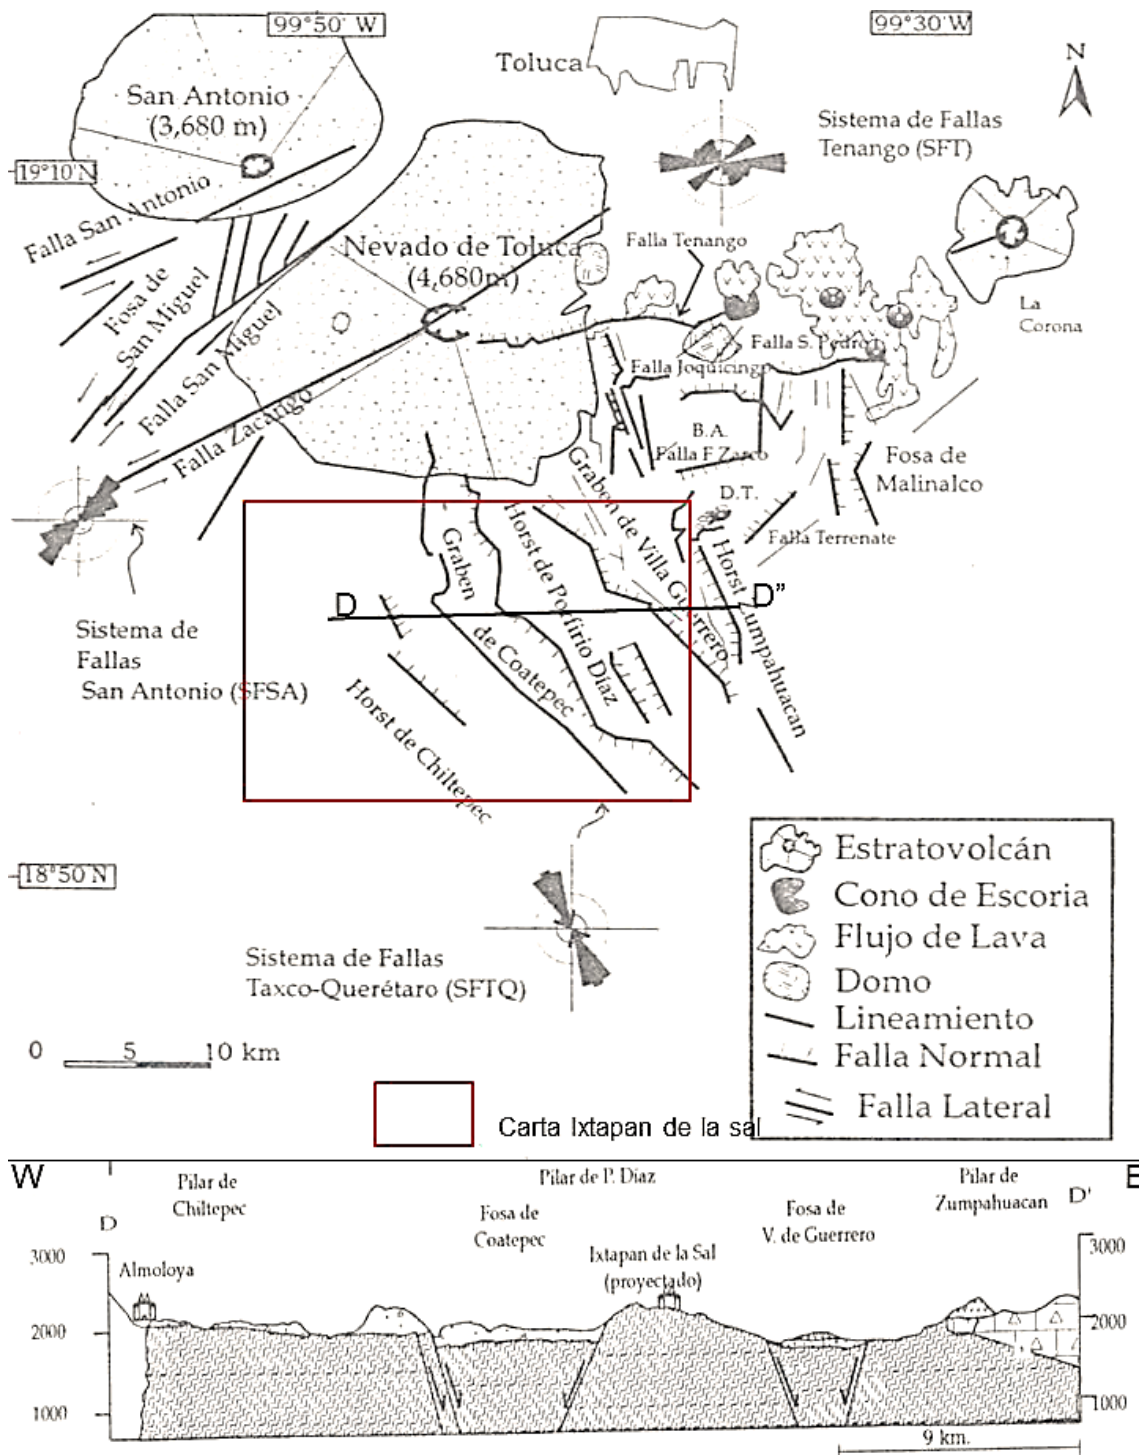 99°50' W
99°30' W
Toluca
N
San Antonio
(3,680 m)
Sistema de Fallas
Tenango (SFT)
19°10' N
Falla San Antonio
Falla Tenango
Nevado de Toluca
(4,680m)
Fosa de
San Miguel
La
Corona
Falla San Miguel
Falla S. Pedro
Falla Joquicingo
Falla Zacango
B.A.
Falla F Zarco
Fosa de
Malinalco
D.T.
Graben de Villa Guerrero
Falla Terrenate
Horst de Porfirio Díaz
Horst Zumpahuacan
Graben
de Coatepec
D
D"
Sistema de
Fallas
San Antonio (SFSA)
Horst de Chiltepec
18°50' N
Sistema de Fallas
Taxco-Querétaro (SFTQ)
Estratovolcán
Cono de Escoria
Flujo de Lava
Domo
Lineamiento
Falla Normal
Falla Lateral
0 5 10 km
Carta Ixtapan de la sal
W
E
Pilar de
Chiltepec
Pilar de P. Díaz
Pilar de
Zumpahuacan
D
D'
Fosa de
Coatepec
Fosa de
V. de Guerrero
3000
3000
Almoloya
Ixtapan de la Sal
(proyectado)
2000
2000
1000
1000
9 km.